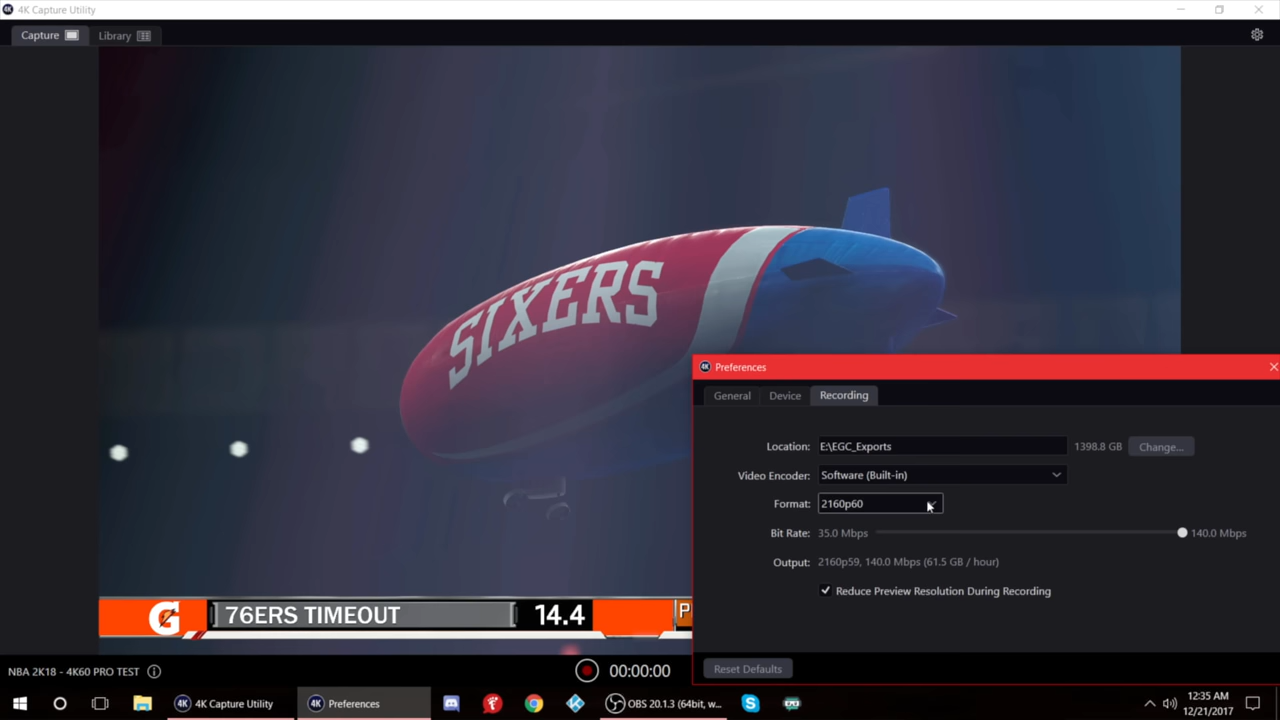 4K Capture Utility
Capture
Library
SIXERS
76ERS TIMEOUT
14.4
4K Preferences
General
Device
Recording
Location: E:\EGC_Exports 1398.8 GB Change...
Video Encoder: Software (Built-in)
Format: 2160p60
Bit Rate: 35.0 Mbps 140.0 Mbps
Output: 2160p59, 140.0 Mbps (61.5 GB / hour)
Reduce Preview Resolution During Recording
Reset Defaults
NBA 2K18 - 4K60 PRO TEST
00:00:00
4K 4K Capture Utility
4K Preferences
OBS 20.1.3 (64bit, w...
12:35 AM
12/21/2017